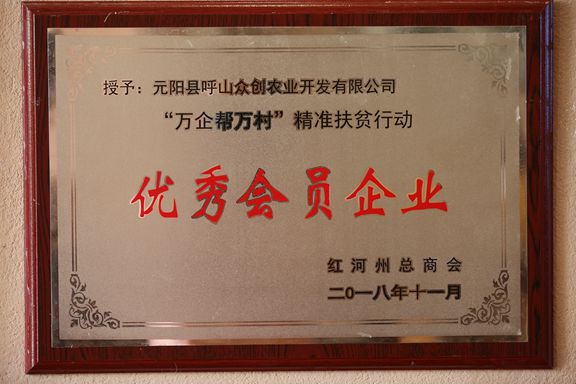 授予：元阳县呼山众创农业开发有限公司
“万企帮万村”精准扶贫行动
优秀会员企业
红河州总商会
二0一八年十一月